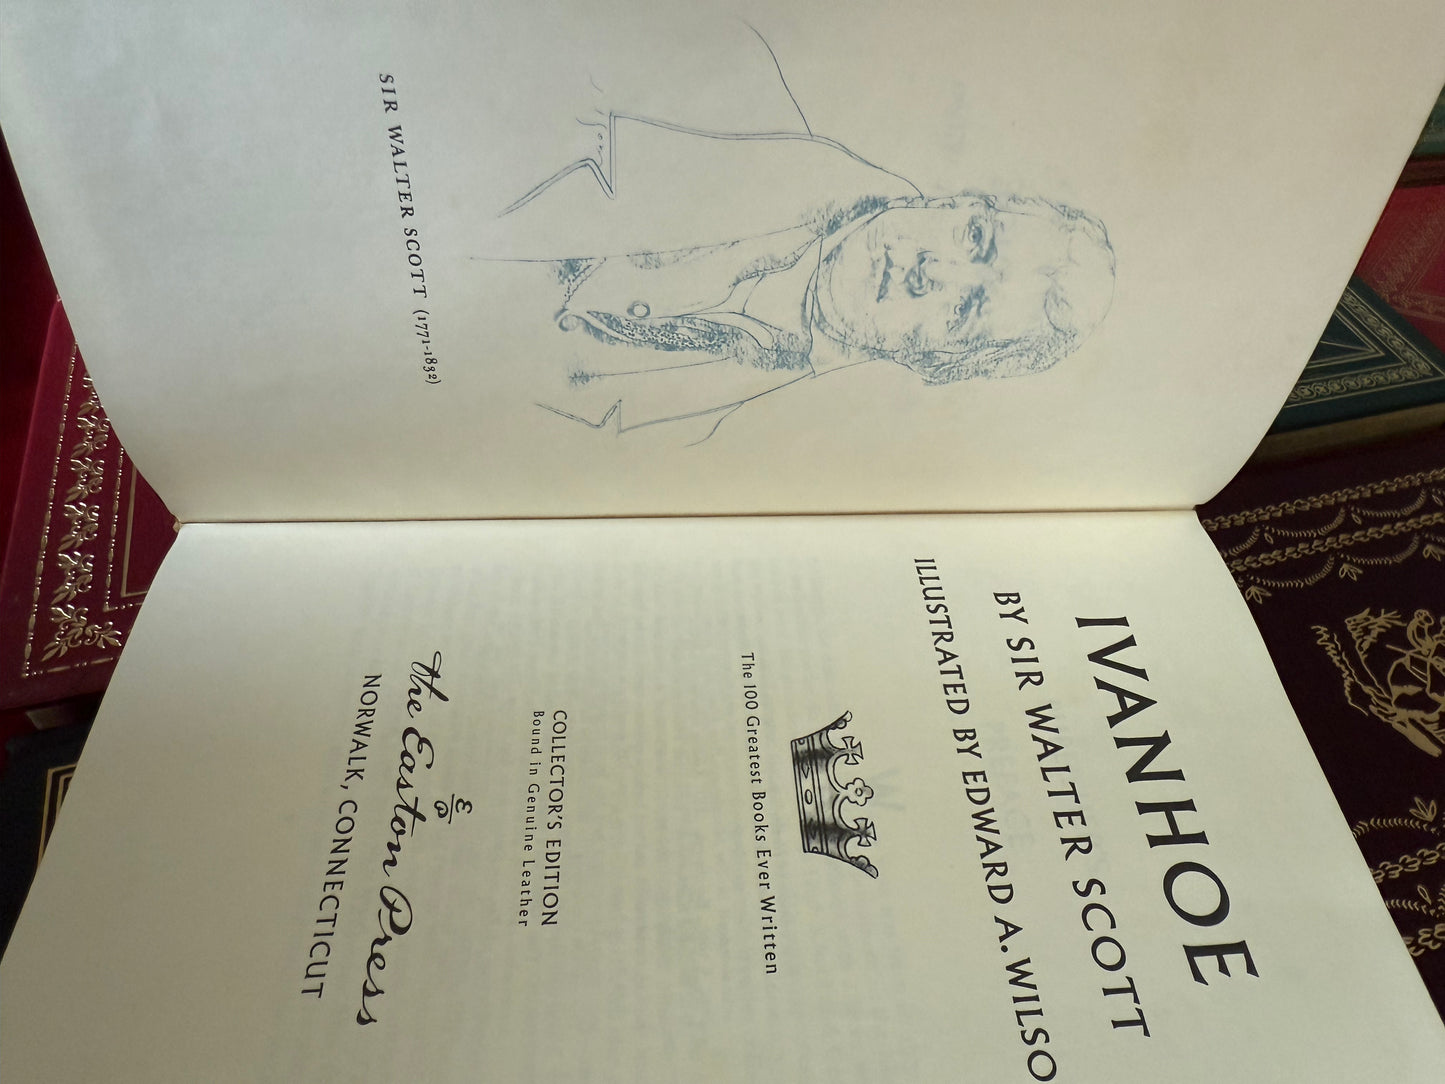 SIR WALTER SCOTT (1771-1832)
IVANHOE
BY SIR WALTER SCOTT
ILLUSTRATED BY EDWARD A. WILSO
The 100 Greatest Books Ever Written
COLLECTOR'S EDITION
Bound in Genuine Leather
The Easton Press
NORWALK, CONNECTICUT